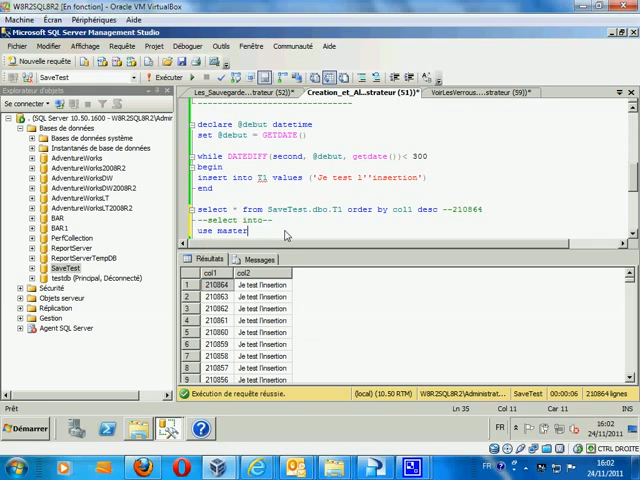 W8R2SQL8R2 [En fonction] - Oracle VM VirtualBox
Machine Écran Périphériques Aide
Microsoft SQL Server Management Studio
Fichier Modifier Affichage Requête Projet Déboguer Outils Fenêtre Communauté Aide
Nouvelle requête
SaveTest Exécuter
Explorateur d'objets
Les_Sauvegarde...trateur (52))* Creation_et_Al...strateur (51))* VoirLesVerrous....strateur (59))*
Se connecter
. (SQL Server 10.50.1600 - W8R2SQL8R2
Bases de données
Bases de données système
Instantanés de base de données
AdventureWorks
AdventureWorks2008R2
AdventureWorksDW
AdventureWorksDW2008R2
AdventureWorksLT
AdventureWorksLT2008R2
BAR
BAR1
PerfCollection
ReportServer
ReportServerTempDB
SaveTest
testdb (Principal, Déconnecté)
Sécurité
Objets serveur
Réplication
Gestion
Agent SQL Server
declare @debut datetime
set @debut = GETDATE()
while DATEDIFF(second, @debut, getdate())< 300
begin
insert into T1 values ('Je test l''insertion')
end
select * from SaveTest.dbo.T1 order by col1 desc --210864
---select into--
use master
Résultats Messages
col1 col2
1 210864 Je test l'insertion
2 210863 Je test l'insertion
3 210862 Je test l'insertion
4 210861 Je test l'insertion
5 210860 Je test l'insertion
6 210859 Je test l'insertion
7 210858 Je test l'insertion
8 210857 Je test l'insertion
9 210856 Je test l'insertion
Exécution de requête réussie. (local) (10.50 RTM) W8R2SQL8R2\Administrat... SaveTest 00:00:06 210864 lignes
Prêt Ln 35 Col 11 Car 11 INS
Démarrer FR 16:02
24/11/2011
CTRL DROITE
FR 16:02
24/11/2011